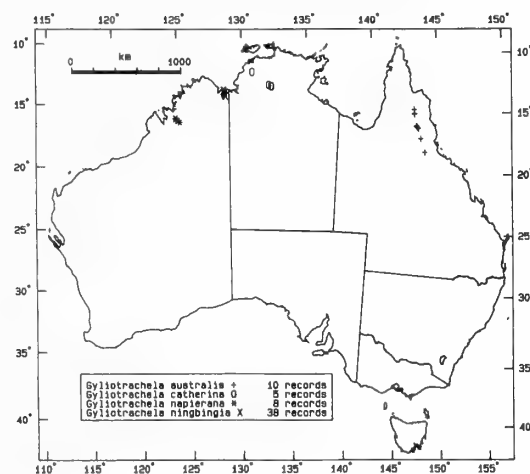 115° 120° 125° 130° 135° 140° 145° 150°
10° 10°
km
0 1000
15° 15°
20° 20°
25° 25°
30° 30°
35° 35°
40° 40°
Gyliotrachela australis + 10 records
Gyliotrachela catherina O 5 records
Gyliotrachela napierana * 8 records
Gyliotrachela ningbingia X 38 records
110° 115° 120° 125° 130° 135° 140° 145° 150° 155°